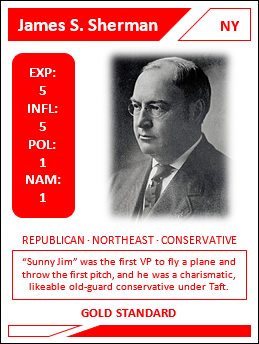 James S. Sherman
NY
EXP:
5
INFL:
5
POL:
1
NAM:
1
REPUBLICAN · NORTHEAST · CONSERVATIVE
“Sunny Jim” was the first VP to fly a plane and
throw the first pitch, and he was a charismatic,
likeable old-guard conservative under Taft.
GOLD STANDARD